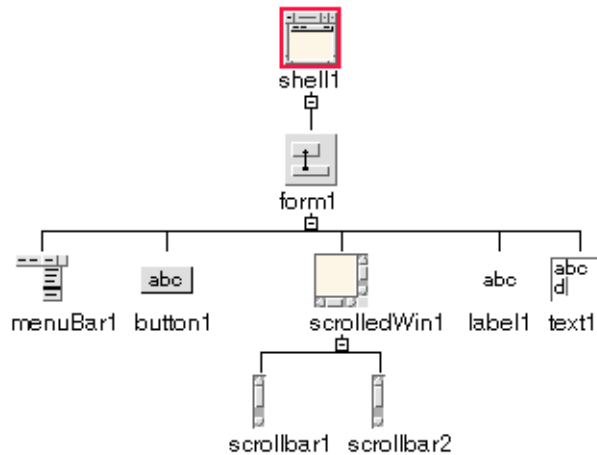 shell1
form1
abc
abc
abc
d
menuBar1 button1 scrolledWin1 label1 text1
scrollbar1 scrollbar2